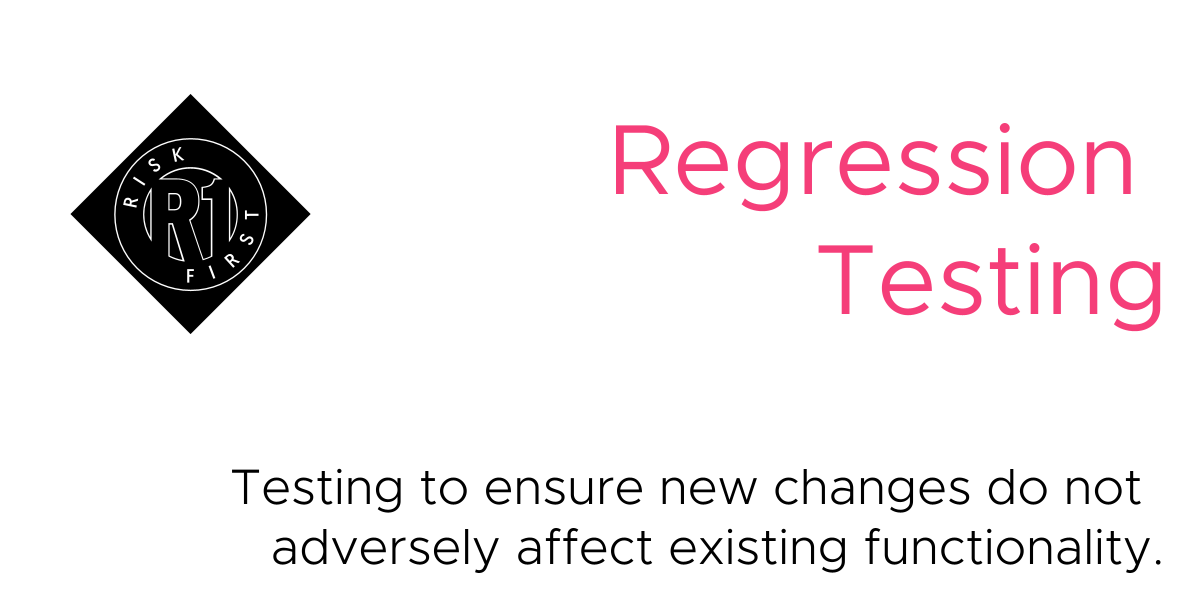 RISK
R1
FIRST
Regression
Testing
Testing to ensure new changes do not
adversely affect existing functionality.